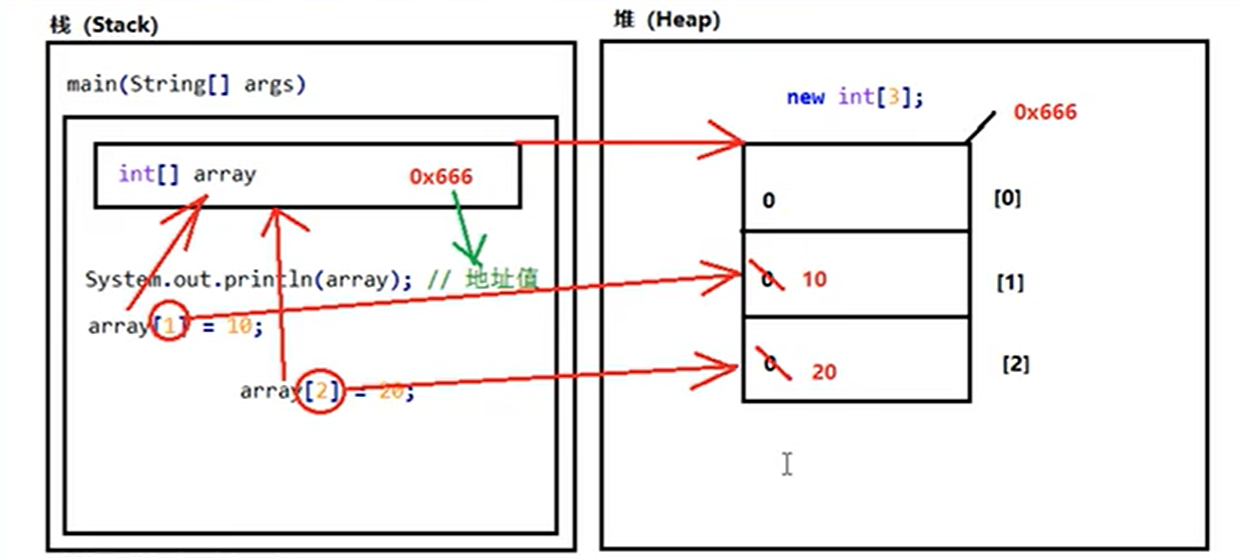 栈 (Stack)
main(String[] args)
int[] array 0x666
System.out.println(array); // 地址值
array[1] = 10;
array[2] = 20;
堆 (Heap)
new int[3];
0x666
0 [0]
0 10 [1]
0 20 [2]